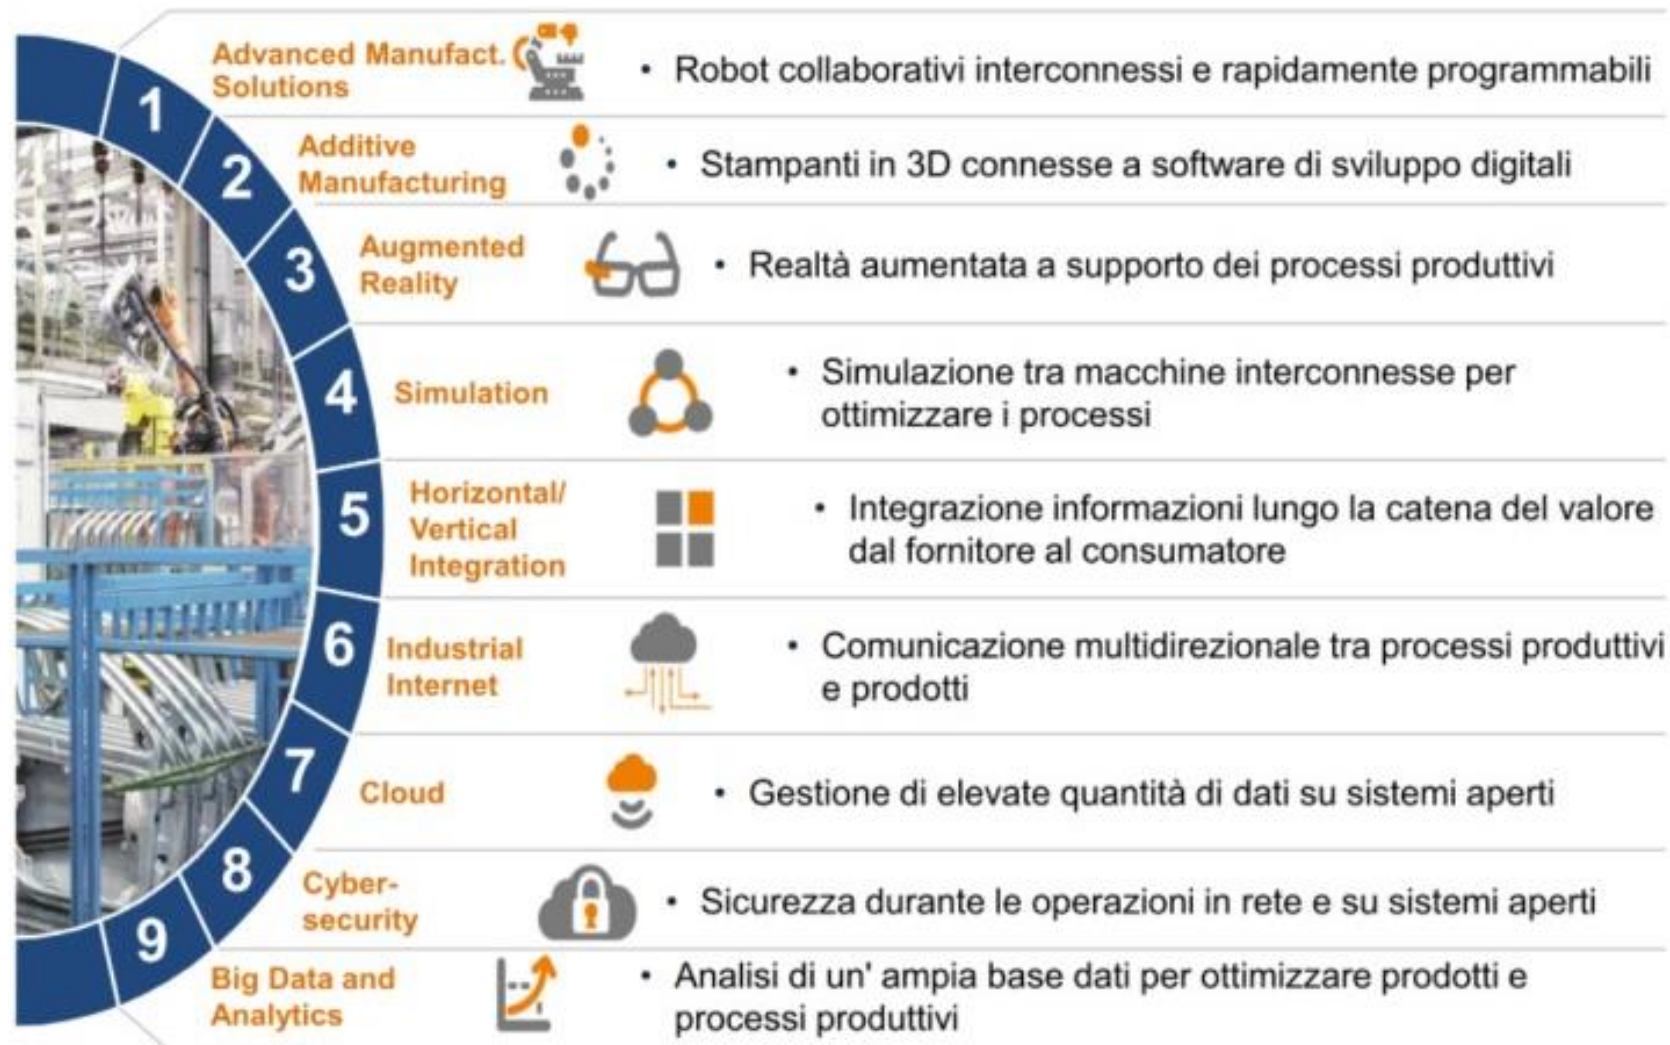 1
Advanced Manufact.
Solutions
• Robot collaborativi interconnessi e rapidamente programmabili
2
Additive
Manufacturing
• Stampanti in 3D connesse a software di sviluppo digitali
3
Augmented
Reality
• Realtà aumentata a supporto dei processi produttivi
4
Simulation
• Simulazione tra macchine interconnesse per
ottimizzare i processi
5
Horizontal/
Vertical
Integration
• Integrazione informazioni lungo la catena del valore
dal fornitore al consumatore
6
Industrial
Internet
• Comunicazione multidirezionale tra processi produttivi
e prodotti
7
Cloud
• Gestione di elevate quantità di dati su sistemi aperti
8
Cyber-
security
• Sicurezza durante le operazioni in rete e su sistemi aperti
9
Big Data and
Analytics
• Analisi di un' ampia base dati per ottimizzare prodotti e
processi produttivi